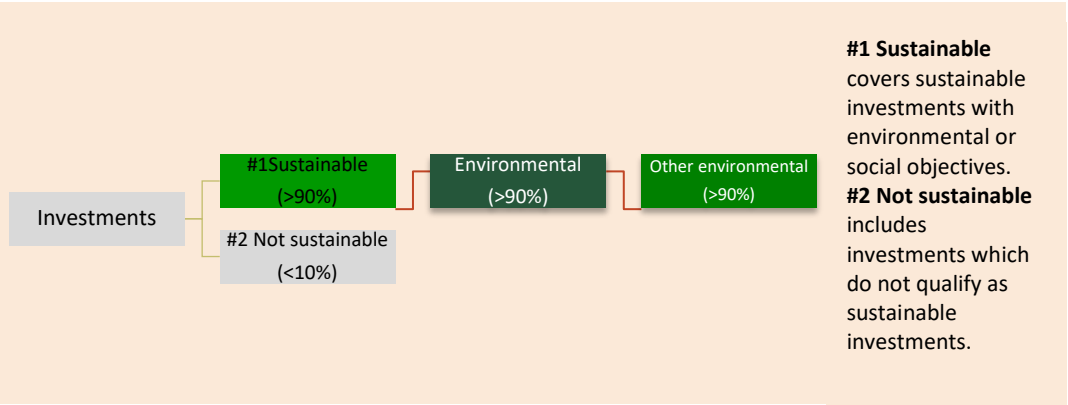 Investments
#1Sustainable
(>90%)
#2 Not sustainable
(<10%)
Environmental
(>90%)
Other environmental
(>90%)
#1 Sustainable
covers sustainable
investments with
environmental or
social objectives.
#2 Not sustainable
includes
investments which
do not qualify as
sustainable
investments.